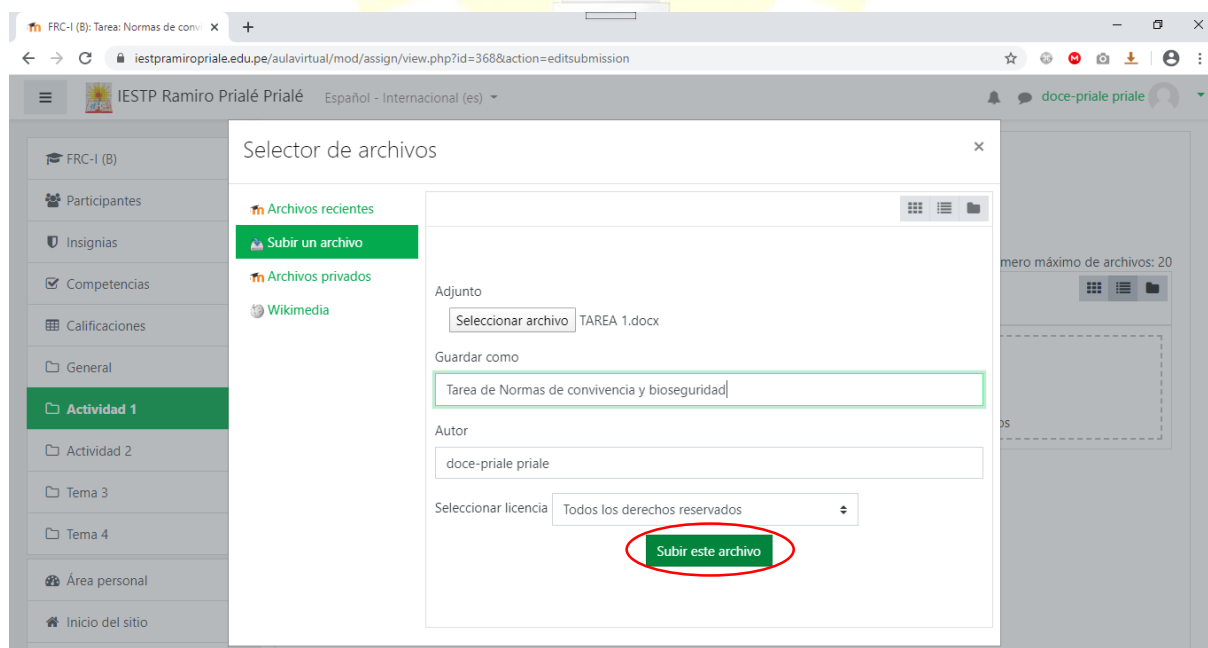 FRC-I (B): Tarea: Normas de conv
iestpramiropriale.edu.pe/aulavirtual/mod/assign/view.php?id=368&action=editsubmission
IESTP Ramiro Prialé Prialé Español - Internacional (es)
doce-priale priale
FRC-I (B)
Participantes
Insignias
Competencias
Calificaciones
General
Actividad 1
Actividad 2
Tema 3
Tema 4
Área personal
Inicio del sitio
Selector de archivos
Archivos recientes
Subir un archivo
Archivos privados
Wikimedia
Adjunto
Seleccionar archivo TAREA 1.docx
Guardar como
Tarea de Normas de convivencia y bioseguridad
Autor
doce-priale priale
Seleccionar licencia Todos los derechos reservados
Subir este archivo
mero máximo de archivos: 20
os